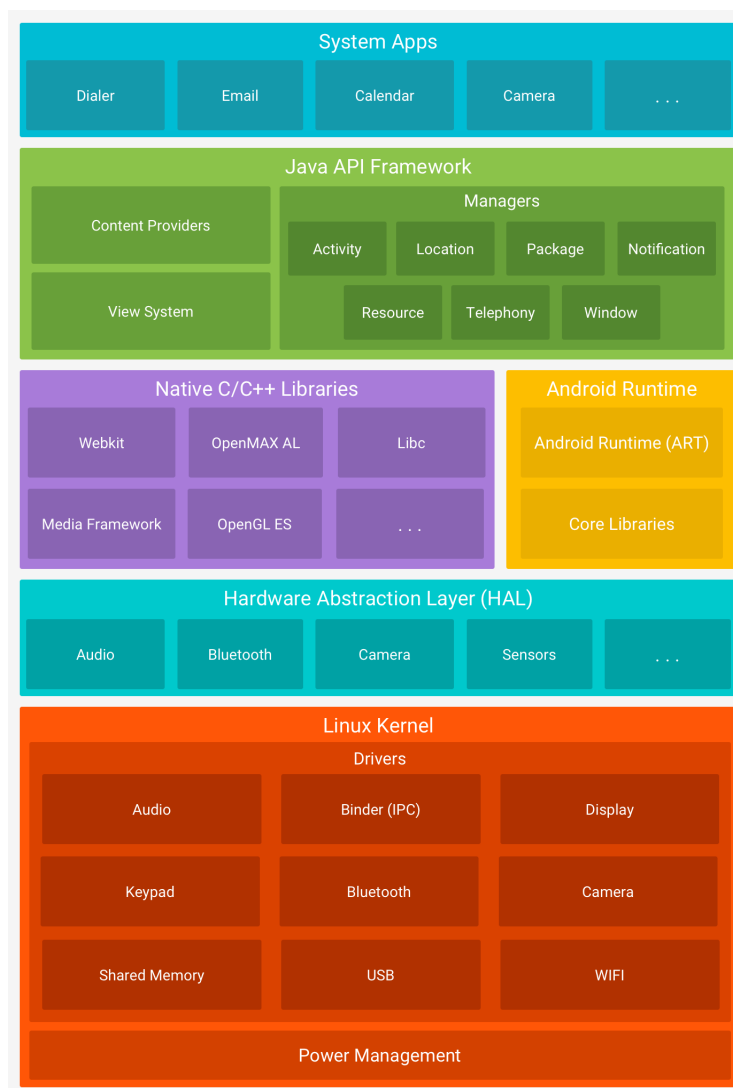 System Apps
Dialer
Email
Calendar
Camera
. . .
Java API Framework
Content Providers
View System
Managers
Activity
Location
Package
Notification
Resource
Telephony
Window
Native C/C++ Libraries
Webkit
OpenMAX AL
Libc
Media Framework
OpenGL ES
. . .
Android Runtime
Android Runtime (ART)
Core Libraries
Hardware Abstraction Layer (HAL)
Audio
Bluetooth
Camera
Sensors
. . .
Linux Kernel
Drivers
Audio
Binder (IPC)
Display
Keypad
Bluetooth
Camera
Shared Memory
USB
WIFI
Power Management